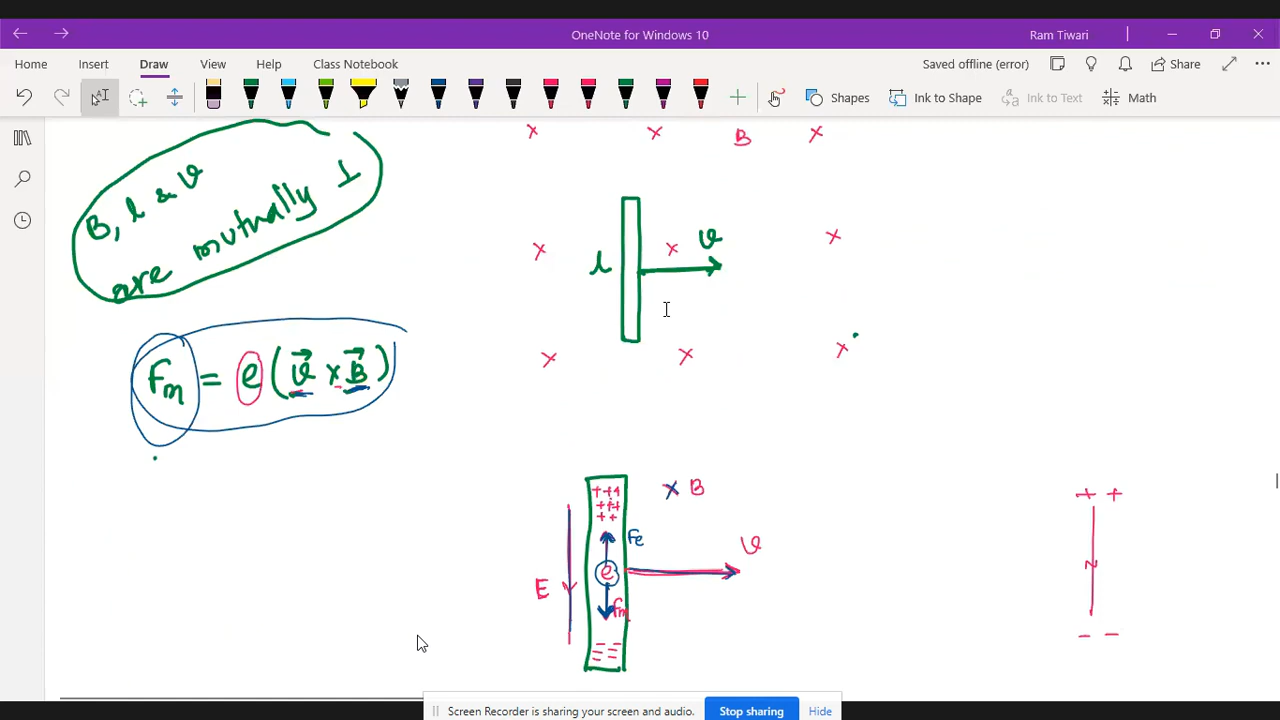 OneNote for Windows 10
Ram Tiwari
Home Insert Draw View Help Class Notebook
Saved offline (error)
Share
Shapes
Ink to Shape
Ink to Text
Math
x x B x
B, l & v
are mutually ⊥
x x v x
l
x x x
Fm = e(v⃗ x B⃗)
+++
+++
++
x B
Fe
v
e
E
Fm
+ +
- -
Screen Recorder is sharing your screen and audio.
Stop sharing
Hide